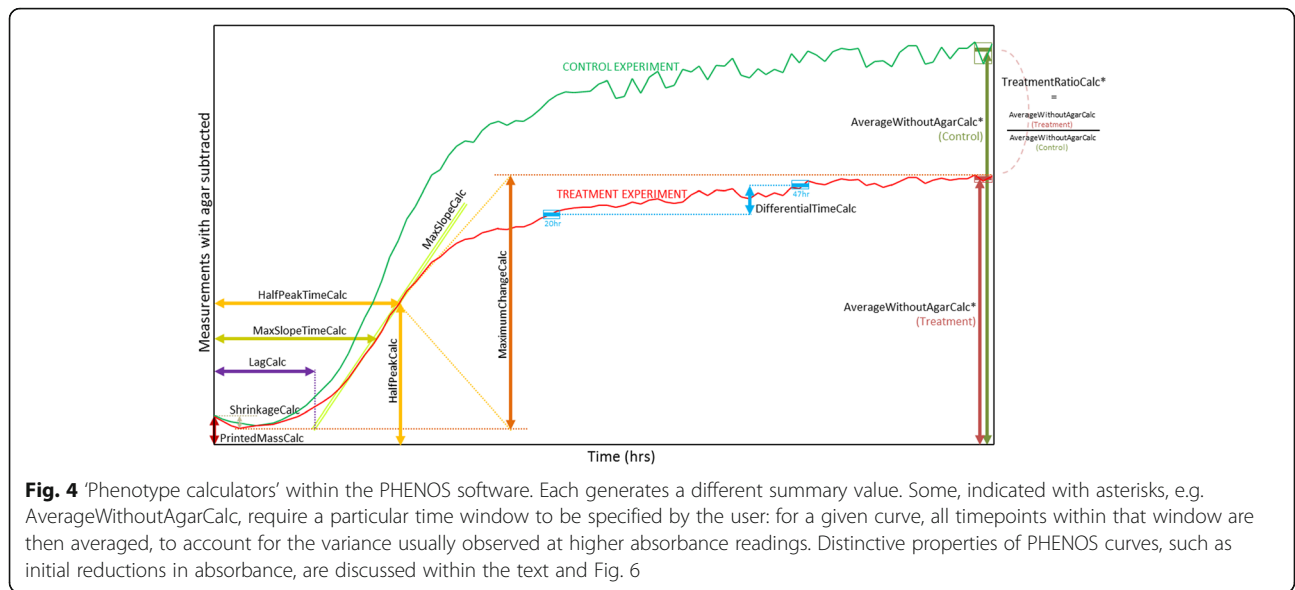 Measurements with agar subtracted
CONTROL EXPERIMENT
TreatmentRatioCalc*
=
AverageWithoutAgarCalc
(Treatment)
AverageWithoutAgarCalc
(Control)
AverageWithoutAgarCalc*
(Control)
MaxSlopeCalc
TREATMENT EXPERIMENT
47hr
20hr
DifferentialTimeCalc
MaximumChangeCalc
HalfPeakTimeCalc
MaxSlopeTimeCalc
AverageWithoutAgarCalc*
(Treatment)
LagCalc
HalfPeakCalc
ShrinkageCalc
PrintedMassCalc
Time (hrs)
Fig. 4 ‘Phenotype calculators’ within the PHENOS software. Each generates a different summary value. Some, indicated with asterisks, e.g.
AverageWithoutAgarCalc, require a particular time window to be specified by the user: for a given curve, all timepoints within that window are
then averaged, to account for the variance usually observed at higher absorbance readings. Distinctive properties of PHENOS curves, such as
initial reductions in absorbance, are discussed within the text and Fig. 6